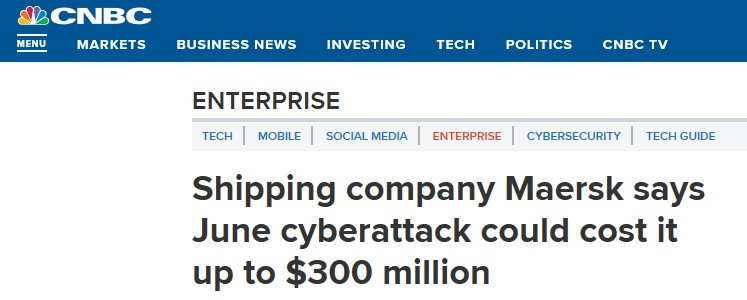 CNBC
MENU MARKETS BUSINESS NEWS INVESTING TECH POLITICS CNBC TV
ENTERPRISE
TECH MOBILE SOCIAL MEDIA ENTERPRISE CYBERSECURITY TECH GUIDE
Shipping company Maersk says
June cyberattack could cost it
up to $300 million